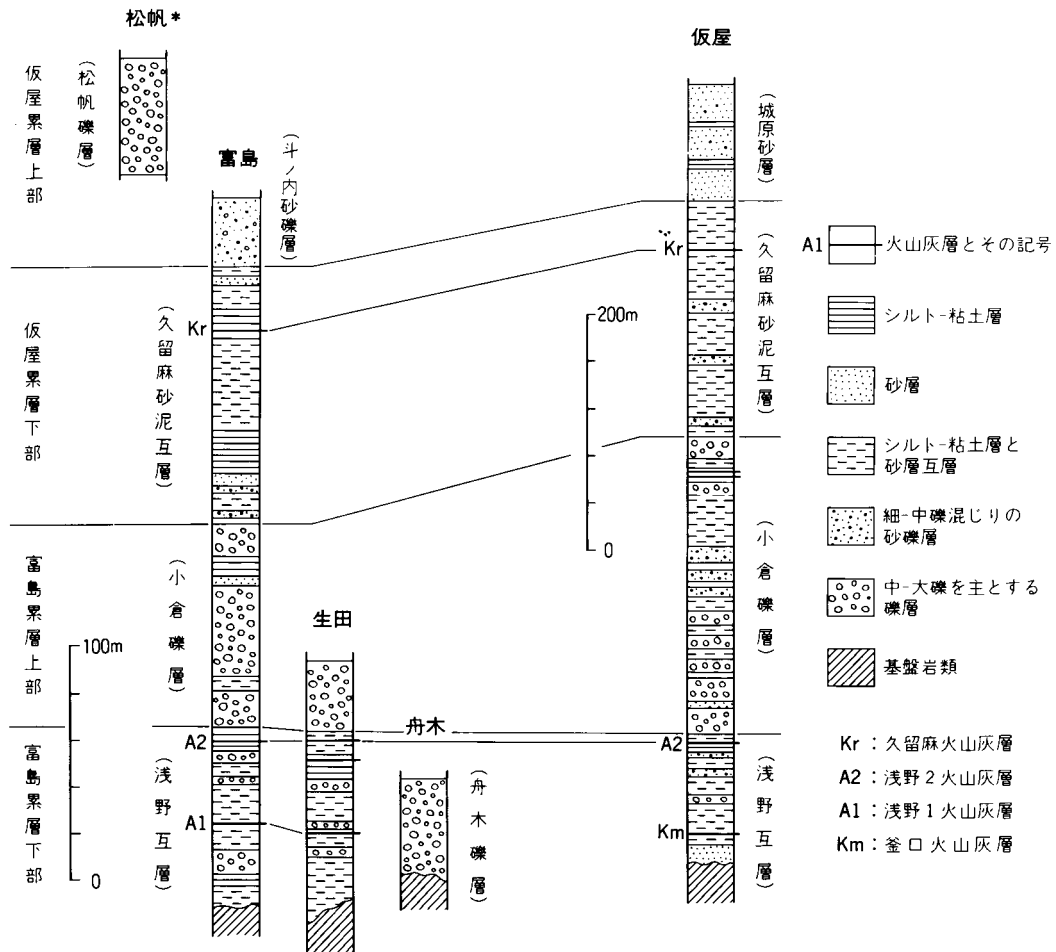 松帆*
仮屋累層上部
(松帆礫層)
富島
(斗ノ内砂礫層)
仮屋
(城原砂層)
仮屋累層下部
Kr
(久留麻砂泥互層)
Kr
(久留麻砂泥互層)
200m
0
富島累層上部
(小倉礫層)
生田
(小倉礫層)
100m
0
富島累層下部
A2
A1
(浅野互層)
舟木
(舟木礫層)
A2
Km
(浅野互層)
A1 火山灰層とその記号
シルト-粘土層
砂層
シルト-粘土層と
砂層互層
細-中礫混じりの
砂礫層
中-大礫を主とする
礫層
基盤岩類
Kr:久留麻火山灰層
A2:浅野2火山灰層
A1:浅野1火山灰層
Km:釜口火山灰層